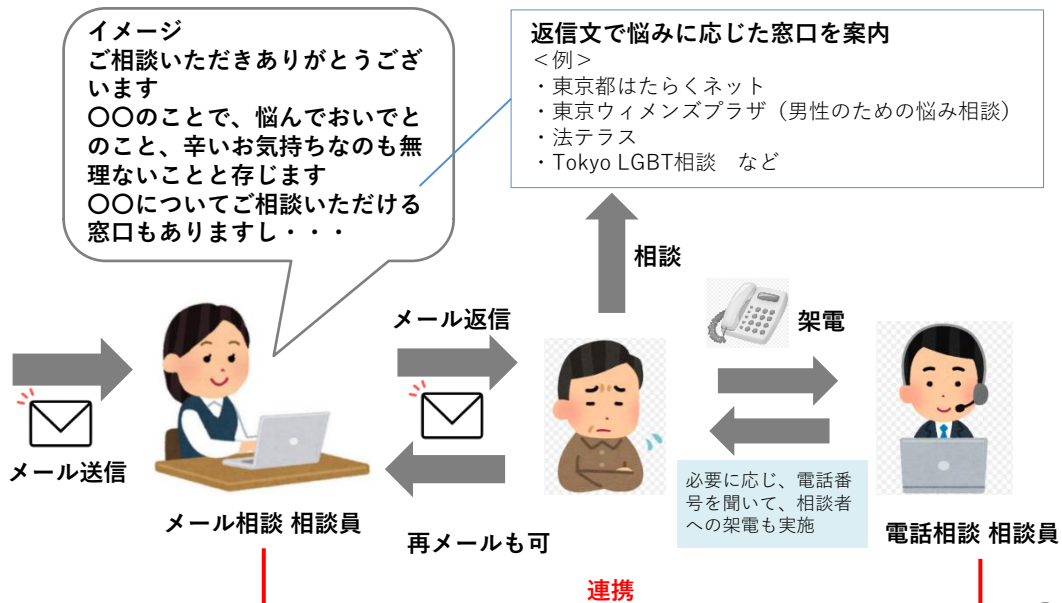 イメージ
ご相談いただきありがとうござ
います
〇〇のことで、悩んでおいでと
のこと、辛いお気持ちなのも無
理ないことと存じます
〇〇についてご相談いただける
窓口もありますし・・・
返信文で悩みに応じた窓口を案内
＜例＞
・東京都はたらくネット
・東京ウィメンズプラザ（男性のための悩み相談）
・法テラス
・Tokyo LGBT相談　など
相談
メール返信
架電
メール送信
必要に応じ、電話番
号を聞いて、相談者
への架電も実施
メール相談 相談員
再メールも可
電話相談 相談員
連携